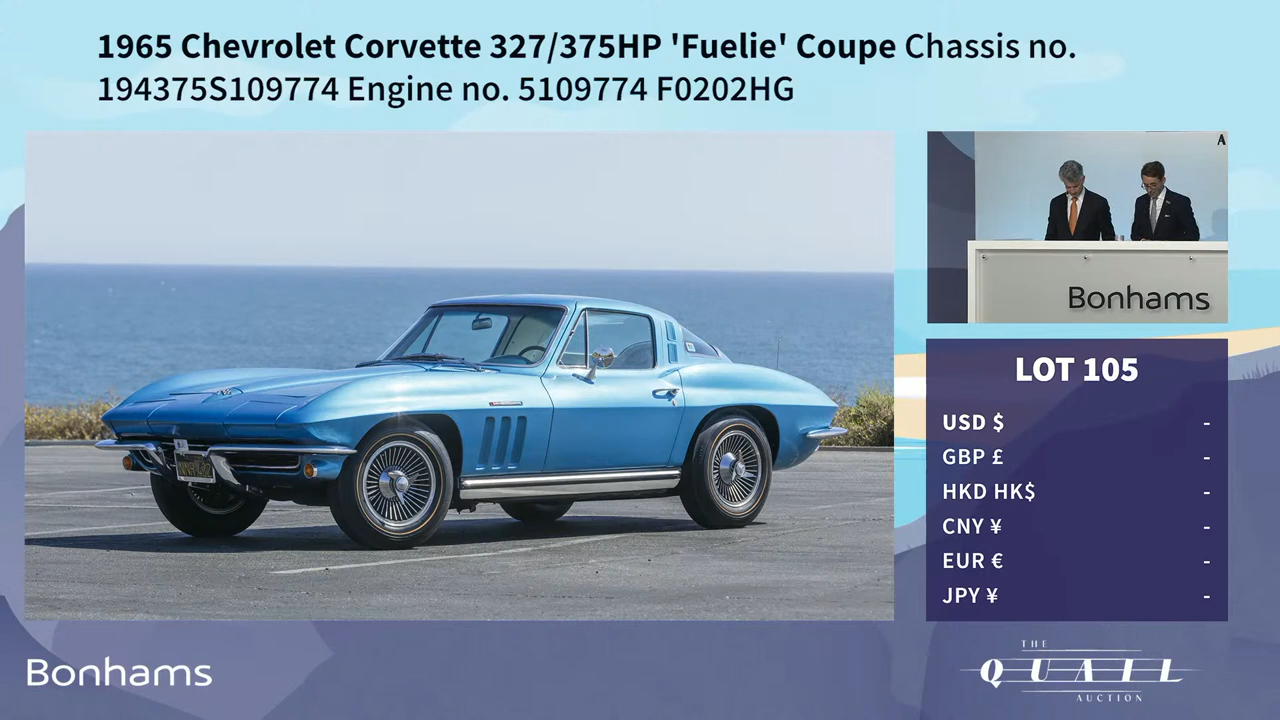 1965 Chevrolet Corvette 327/375HP 'Fuelie' Coupe Chassis no.
194375S109774 Engine no. 5109774 F0202HG
A
Bonhams
LOT 105
USD $ -
GBP £ -
HKD HK$ -
CNY ¥ -
EUR € -
JPY ¥ -
Bonhams
THE
QUAIL
AUCTION